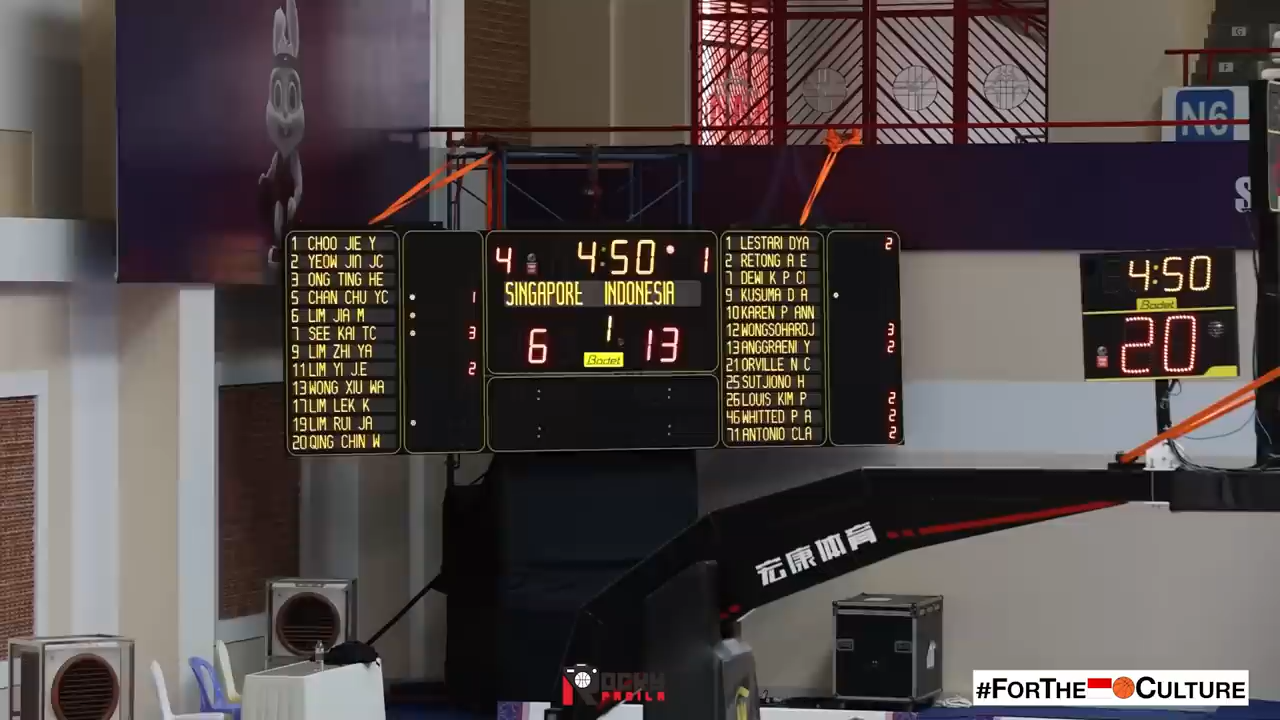 G
F
N6
S
1 CHOO JIE Y
2 YEOW JIN JC
3 ONG TING HE
5 CHAN CHU YC 1
6 LIM JIA M
7 SEE KAI TC 3
9 LIM ZHI YA
11 LIM YI J.E 2
13 WONG XIU WA
17 LIM LEK K
19 LIM RUI JA
20 QING CHIN W
4 4:50 1
SINGAPORE INDONESIA
1
6 13
Bodet
1 LESTARI DYA 2
2 RETONG A E
7 DEWI K P CI
9 KUSUMA D A
10 KAREN P ANN
12 WONGSOHARDJ 3
13 ANGGRAENI Y 2
21 ORVILLE N C
25 SUTJIONO H
26 LOUIS KIM P 2
46 WHITTED P A 2
71 ANTONIO CLA 2
4:50
Bodet
20
宏康体育
ROCKY
PADILA
#FORTHECULTURE